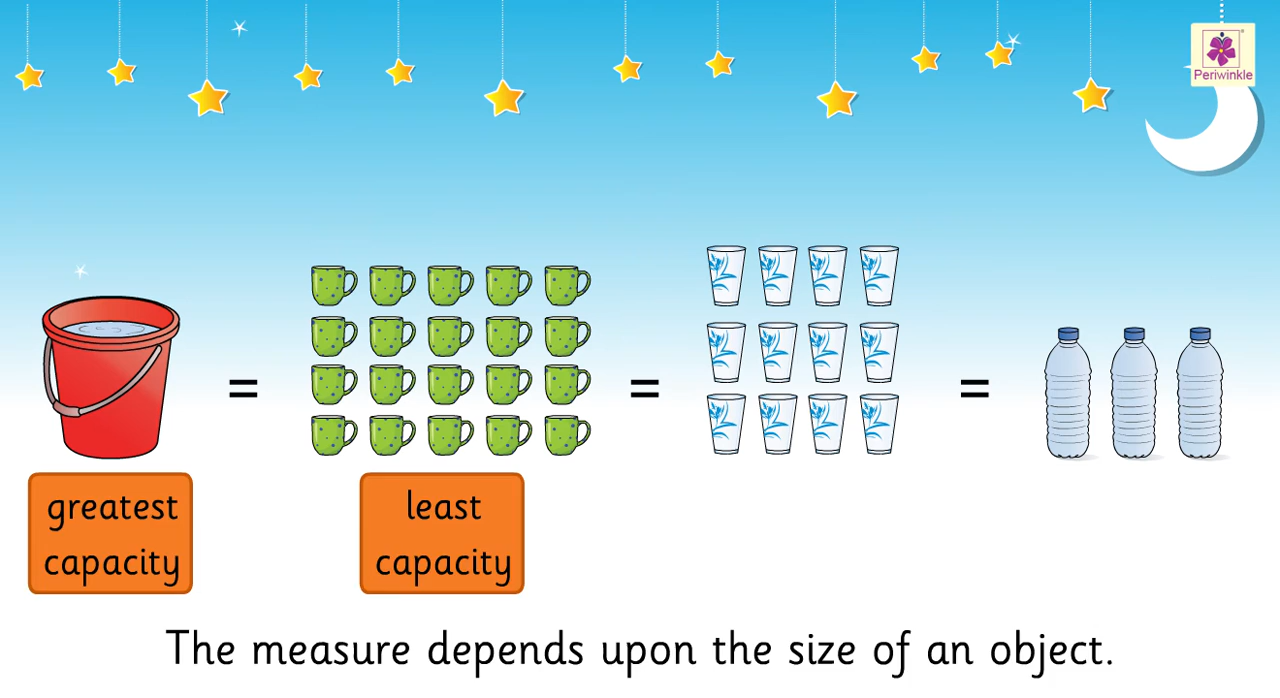 Periwinkle
= = =
greatest
capacity
least
capacity
The measure depends upon the size of an object.